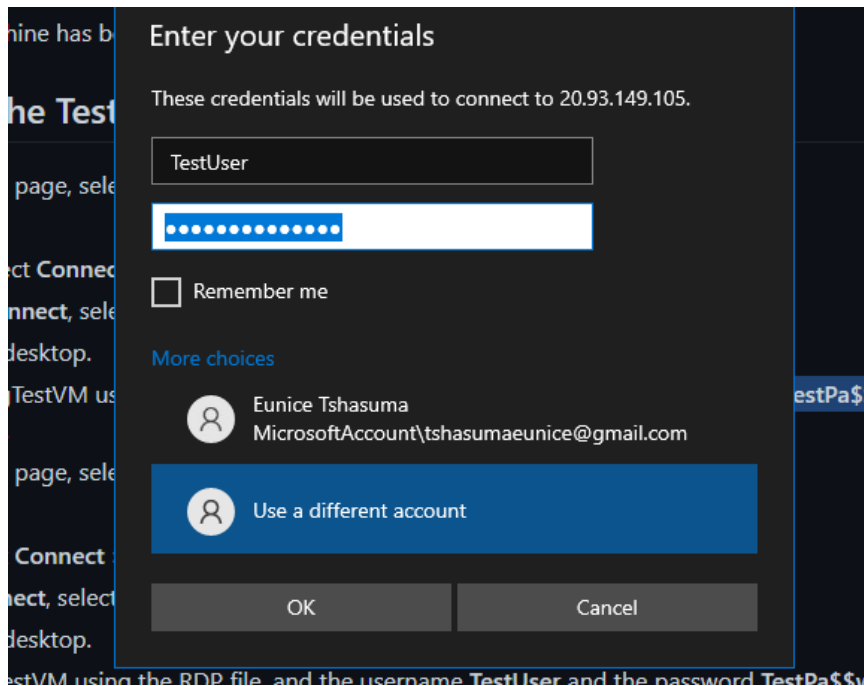 hine has b
Enter your credentials
These credentials will be used to connect to 20.93.149.105.
he Test
TestUser
page, sele
••••••••••••••
ect Connec
Remember me
nnect, sele
desktop.
More choices
TestVM us
estPa$
Eunice Tshasuma
MicrosoftAccount\tshasumaeunice@gmail.com
page, sele
Use a different account
Connect
nect, select
OK
Cancel
desktop.
estVM using the RDP file, and the username TestUser and the password TestPa$$w